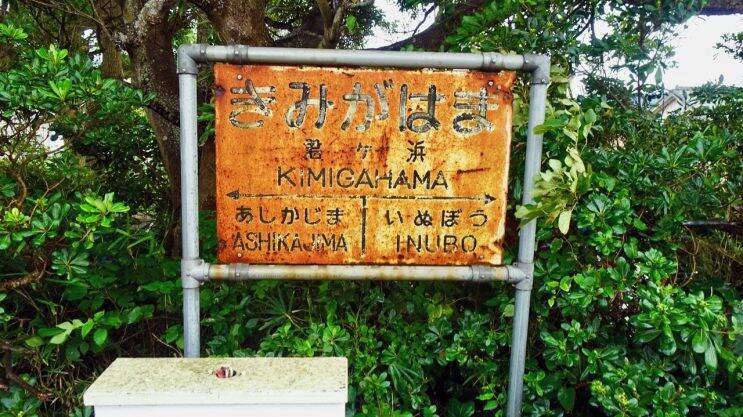 きみがはま
君ヶ浜
KIMIGAHAMA
あしかじま いぬぼう
ASHIKAJIMA INUBO